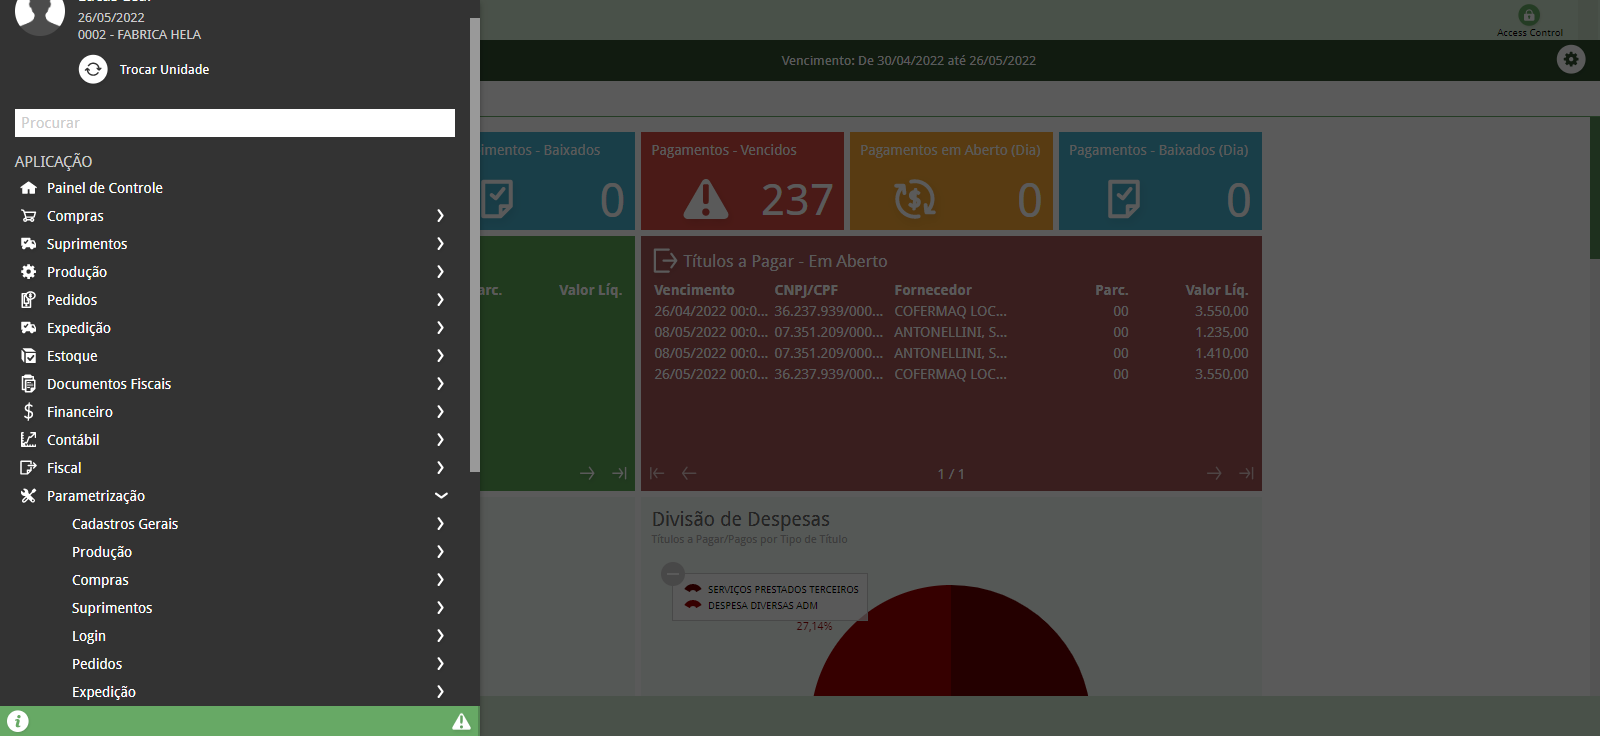 26/05/2022
0002 - FABRICA HELA
Trocar Unidade
Procurar
APLICAÇÃO
Painel de Controle
Compras
Suprimentos
Produção
Pedidos
Expedição
Estoque
Documentos Fiscais
Financeiro
Contábil
Fiscal
Parametrização
Cadastros Gerais
Produção
Compras
Suprimentos
Login
Pedidos
Expedição
Access Control
Vencimento: De 30/04/2022 até 26/05/2022
imentos - Baixados
0
Pagamentos - Vencidos
237
Pagamentos em Aberto (Dia)
0
Pagamentos - Baixados (Dia)
0
arc. Valor Líq.
Títulos a Pagar - Em Aberto
Vencimento CNPJ/CPF Fornecedor Parc. Valor Líq.
26/04/2022 00:0... 36.237.939/000... COFERMAQ LOC... 00 3.550,00
08/05/2022 00:0... 07.351.209/000... ANTONELLINI, S... 00 1.235,00
08/05/2022 00:0... 07.351.209/000... ANTONELLINI, S... 00 1.410,00
26/05/2022 00:0... 36.237.939/000... COFERMAQ LOC... 00 3.550,00
1 / 1
Divisão de Despesas
Títulos a Pagar/Pagos por Tipo de Título
SERVIÇOS PRESTADOS TERCEIROS
DESPESA DIVERSAS ADM
27,14%